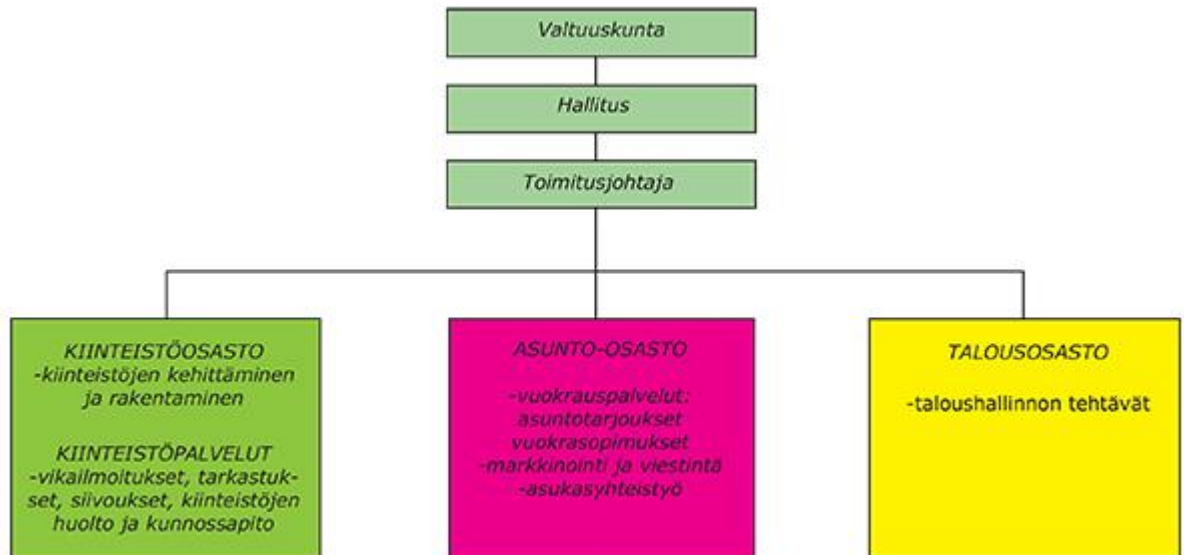 Valtuuskunta
Hallitus
Toimitusjohtaja
KIINTEISTÖOSASTO
-kiinteistöjen kehittäminen
ja rakentaminen
KIINTEISTÖPALVELUT
-vikailmoitukset, tarkastuk-
set, siivoukset, kiinteistöjen
huolto ja kunnossapito
ASUNTO-OSASTO
-vuokrauspalvelut:
asuntotarjoukset
vuokrasopimukset
-markkinointi ja viestintä
-asukasyhteistyö
TALOUSOSASTO
-taloushallinnon tehtävät